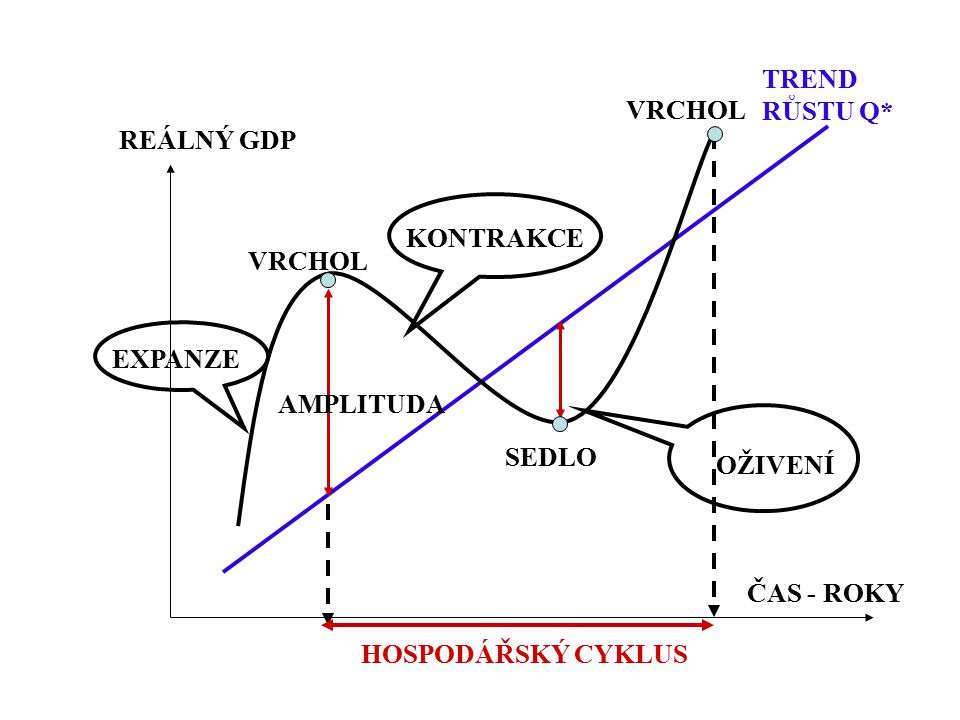 TREND
RŮSTU Q*
VRCHOL
REÁLNÝ GDP
KONTRAKCE
VRCHOL
EXPANZE
AMPLITUDA
SEDLO
OŽIVENÍ
ČAS - ROKY
HOSPODÁŘSKÝ CYKLUS